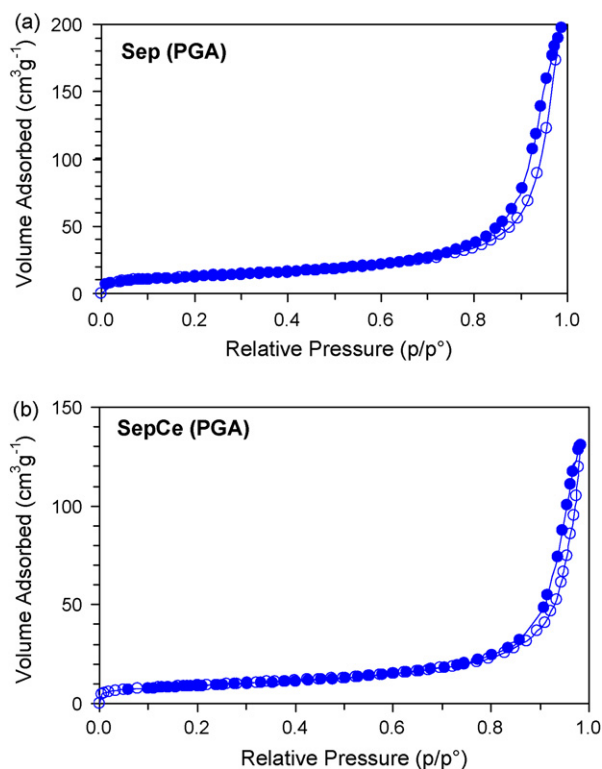 (a)
Sep (PGA)
Volume Adsorbed (cm³g⁻¹)
200
150
100
50
0
0.0 0.2 0.4 0.6 0.8 1.0
Relative Pressure (p/p°)
(b)
SepCe (PGA)
Volume Adsorbed (cm³g⁻¹)
150
100
50
0
0 0.2 0.4 0.6 0.8 1
Relative Pressure (p/p°)